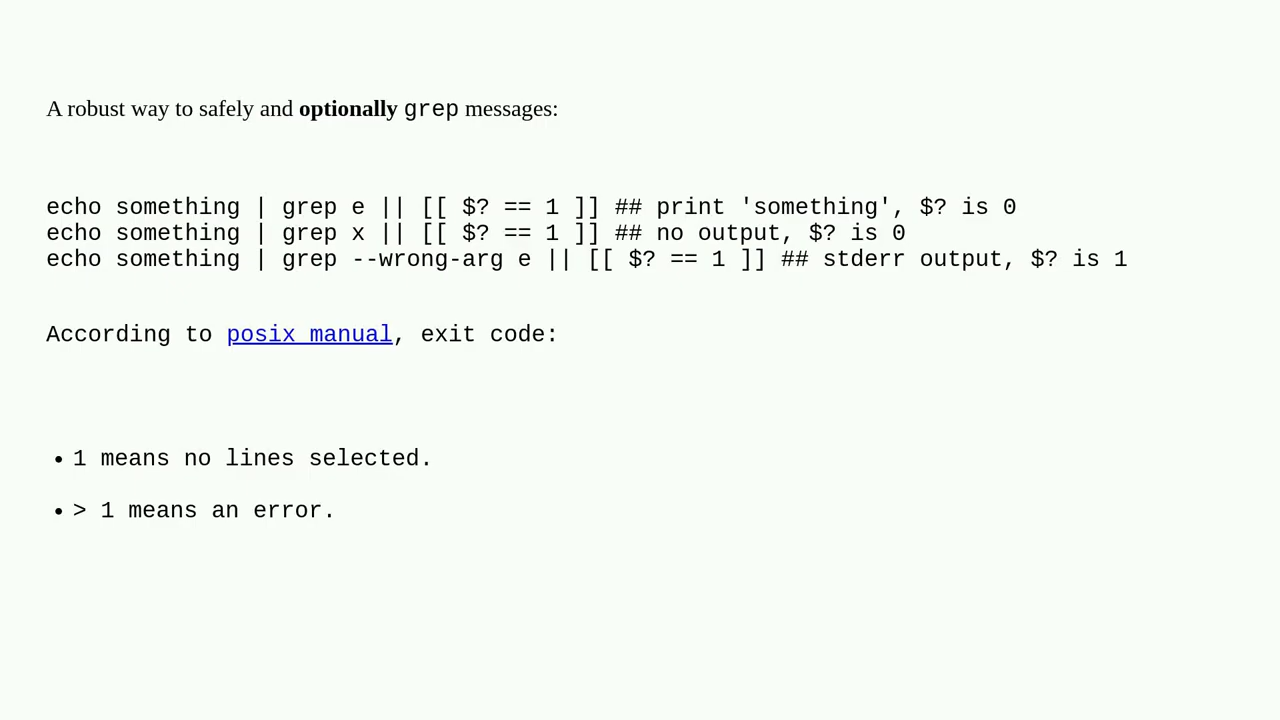 A robust way to safely and optionally grep messages:
echo something | grep e || [[ $? == 1 ]] ## print 'something', $? is 0
echo something | grep x || [[ $? == 1 ]] ## no output, $? is 0
echo something | grep --wrong-arg e || [[ $? == 1 ]] ## stderr output, $? is 1
According to posix manual, exit code:
• 1 means no lines selected.
• > 1 means an error.